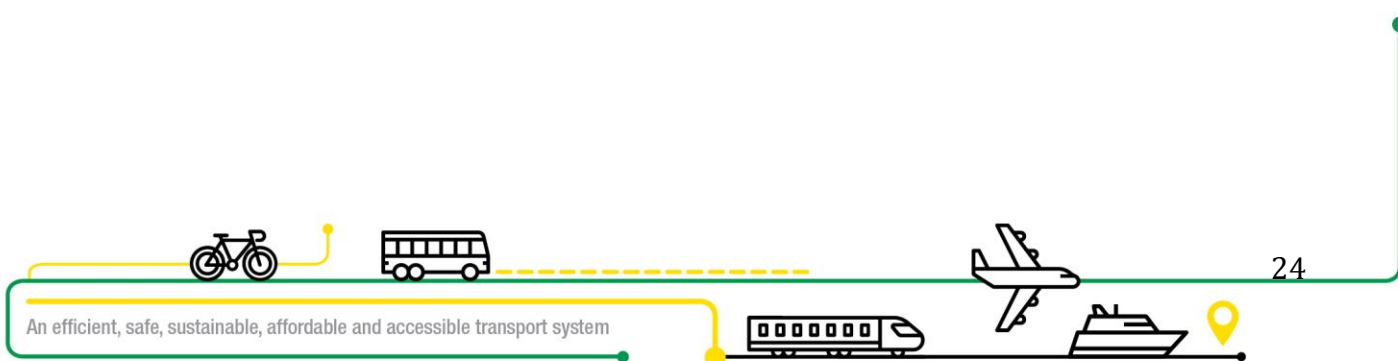 24
An efficient, safe, sustainable, affordable and accessible transport system